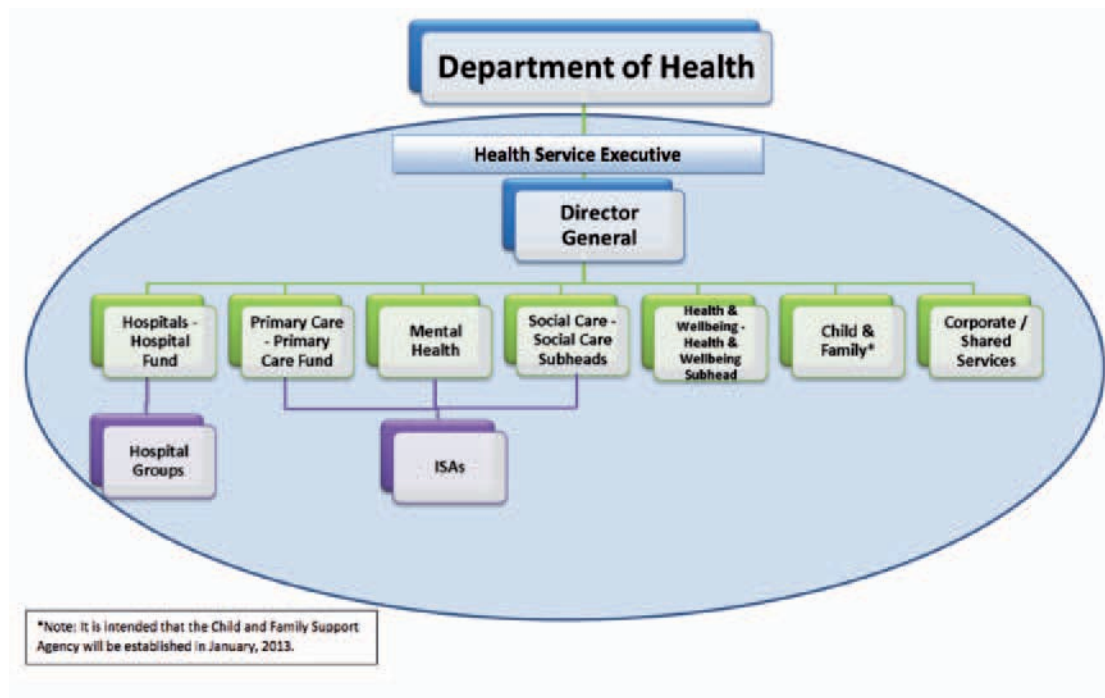 Department of Health
Health Service Executive
Director
General
Hospitals -
Hospital
Fund
Primary Care
- Primary
Care Fund
Mental
Health
Social Care -
Social Care
Subheads
Health &
Wellbeing -
Health &
Wellbeing
Subhead
Child &
Family*
Corporate /
Shared
Services
Hospital
Groups
ISAs
*Note: It is intended that the Child and Family Support
Agency will be established in January, 2013.